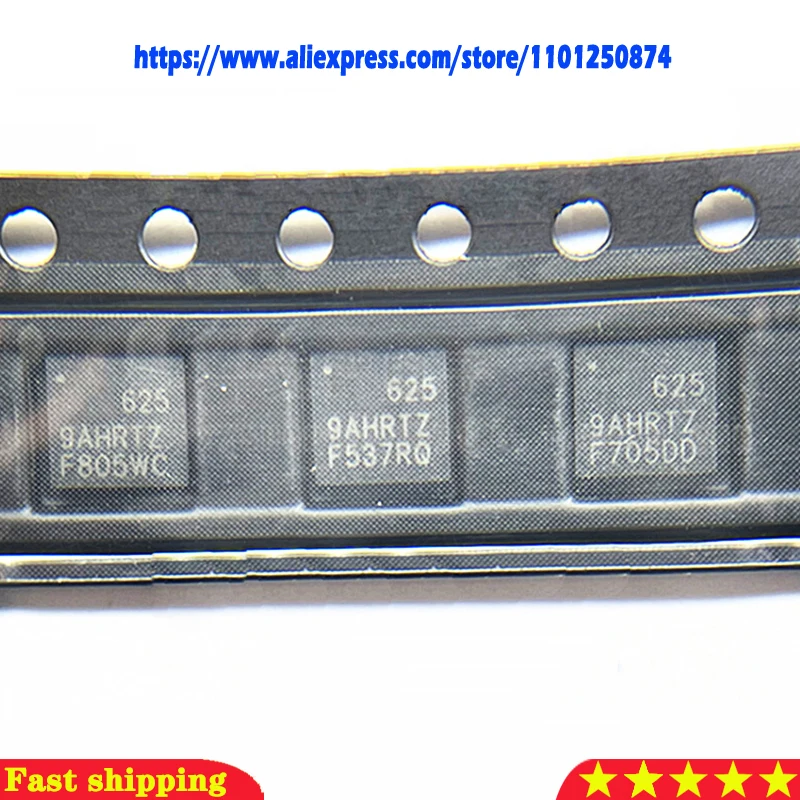 https://www.aliexpress.com/store/1101250874
625
9AHRTZ
F805WC
625
9AHRTZ
F537RQ
625
9AHRTZ
F705DD
Fast shipping